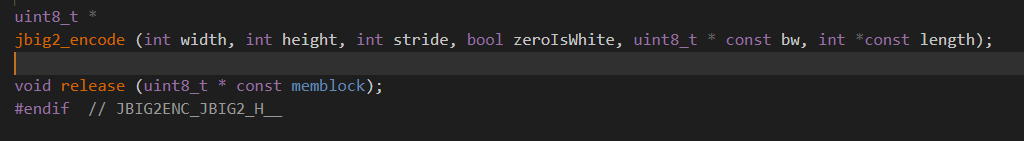 uint8_t *
jbig2_encode (int width, int height, int stride, bool zeroIsWhite, uint8_t * const bw, int *const length);
void release (uint8_t * const memblock);
#endif  // JBIG2ENC_JBIG2_H__